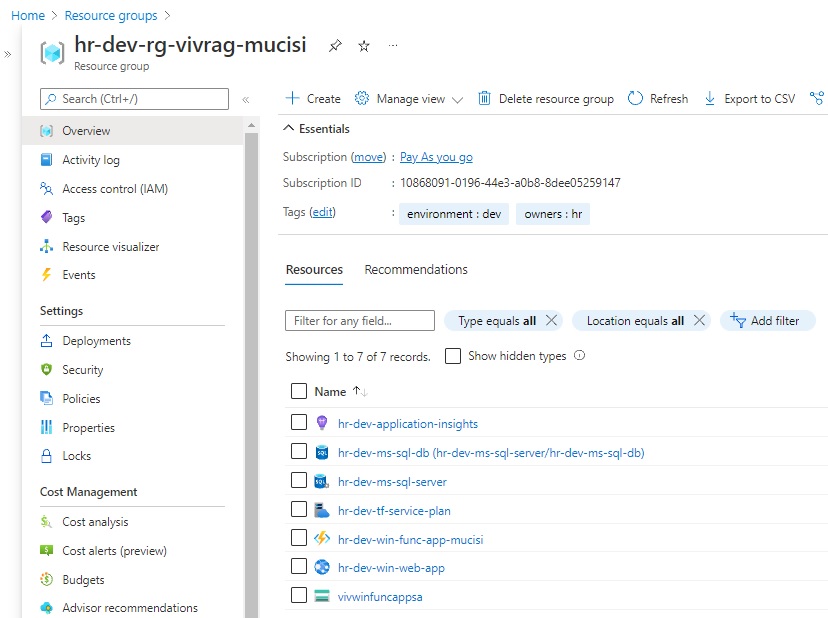 Home > Resource groups >
hr-dev-rg-vivrag-mucisi
Resource group
Search (Ctrl+/)
Overview
Activity log
Access control (IAM)
Tags
Resource visualizer
Events
Settings
Deployments
Security
Policies
Properties
Locks
Cost Management
Cost analysis
Cost alerts (preview)
Budgets
Advisor recommendations
Create Manage view Delete resource group Refresh Export to CSV
Essentials
Subscription (move) : Pay As you go
Subscription ID : 10868091-0196-44e3-a0b8-8dee05259147
Tags (edit) : environment : dev owners : hr
Resources Recommendations
Filter for any field... Type equals all Location equals all Add filter
Showing 1 to 7 of 7 records. Show hidden types
Name
hr-dev-application-insights
hr-dev-ms-sql-db (hr-dev-ms-sql-server/hr-dev-ms-sql-db)
hr-dev-ms-sql-server
hr-dev-tf-service-plan
hr-dev-win-func-app-mucisi
hr-dev-win-web-app
vivwinfuncappsa